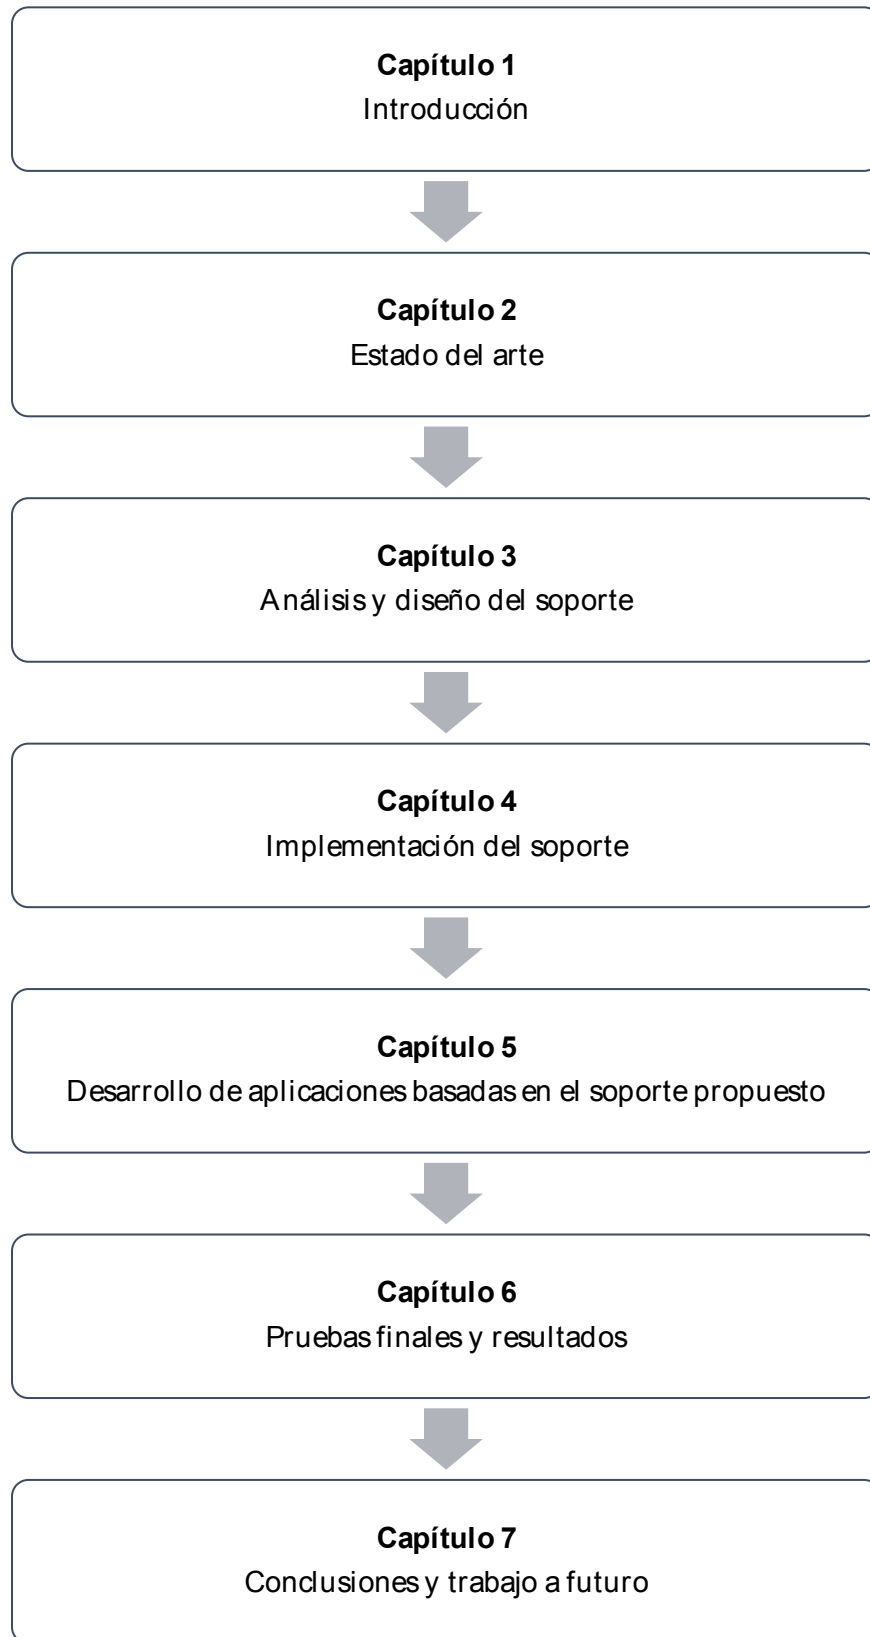 Capítulo 1
Introducción
Capítulo 2
Estado del arte
Capítulo 3
Análisis y diseño del soporte
Capítulo 4
Implementación del soporte
Capítulo 5
Desarrollo de aplicaciones basadas en el soporte propuesto
Capítulo 6
Pruebas finales y resultados
Capítulo 7
Conclusiones y trabajo a futuro